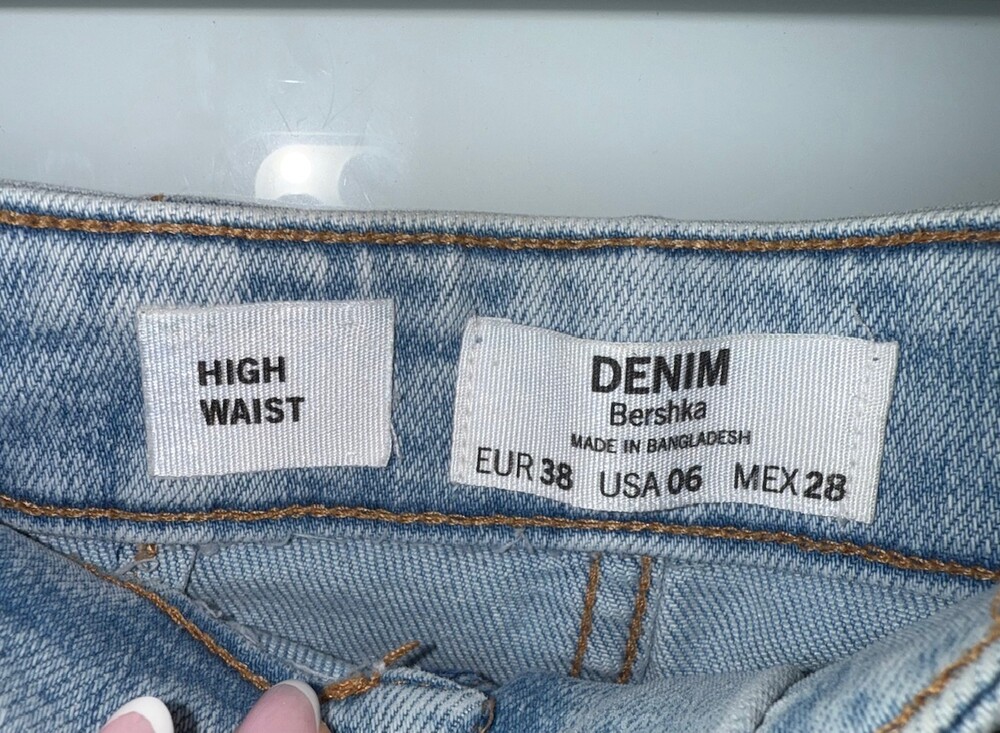 HIGH
WAIST
DENIM
Bershka
MADE IN BANGLADESH
EUR 38 USA 06 MEX 28